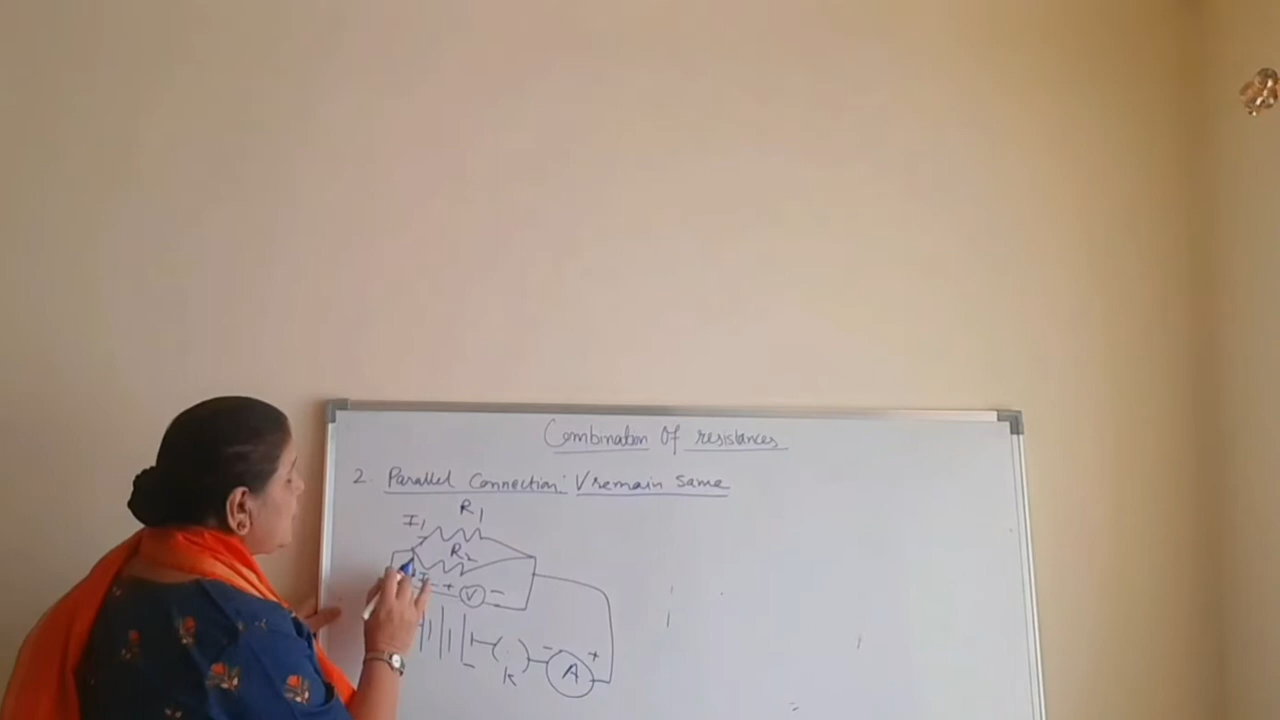 Combination Of resistances
2. Parallel Connection: V remain same
R1
I1
R2
I
+ V -
- A +
K